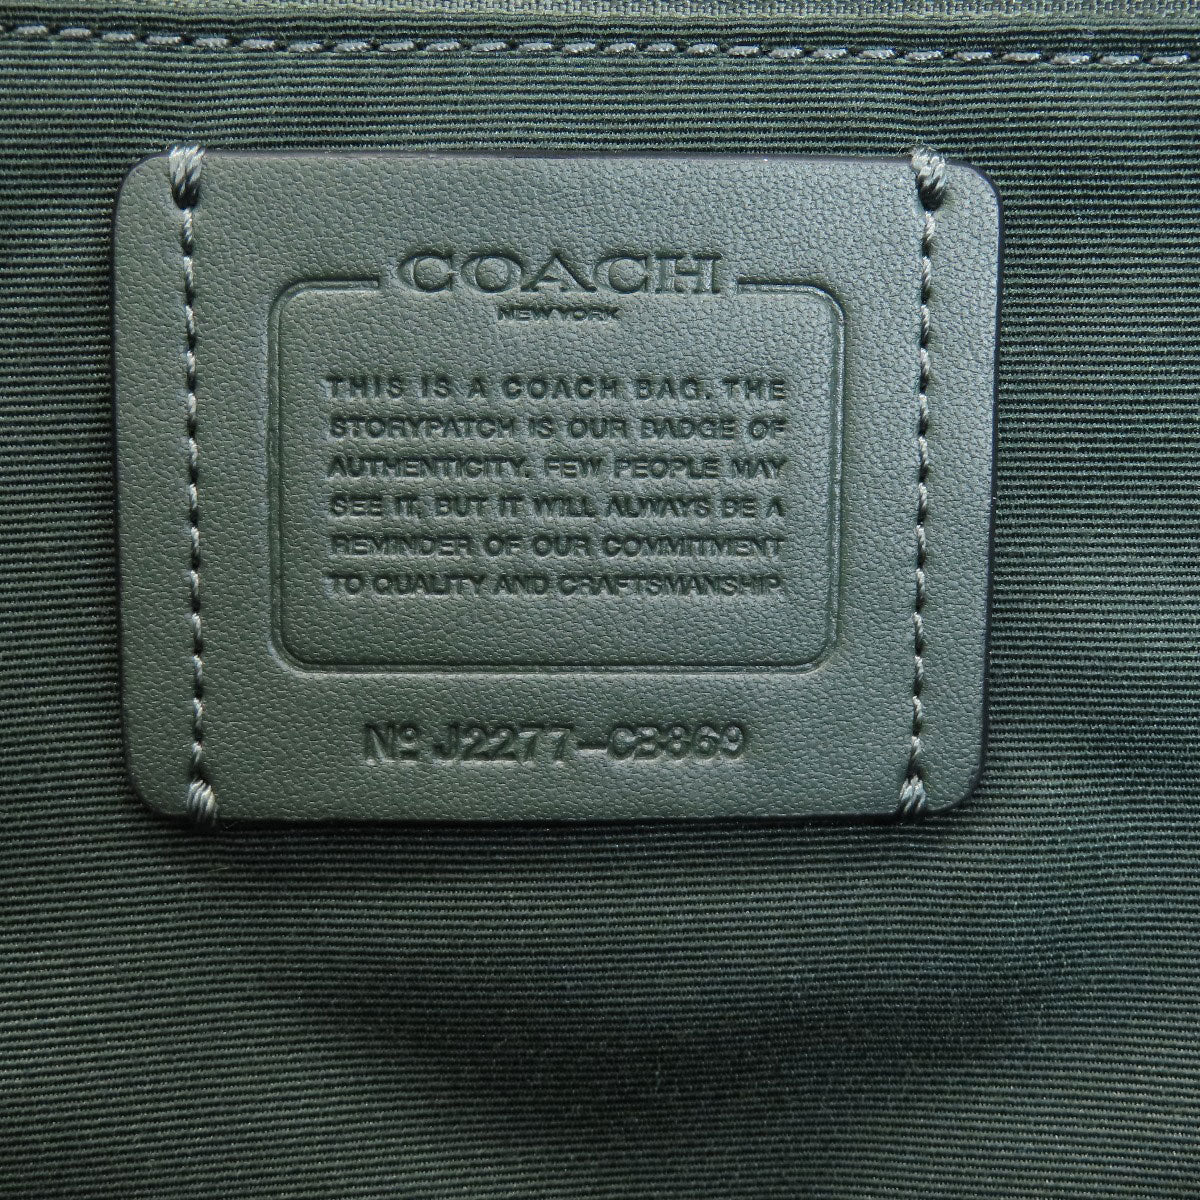 COACH
NEW YORK
THIS IS A COACH BAG. THE
STORYPATCH IS OUR BADGE OF
AUTHENTICITY. FEW PEOPLE MAY
SEE IT, BUT IT WILL ALWAYS BE A
REMINDER OF OUR COMMITMENT
TO QUALITY AND CRAFTSMANSHIP.
Nº J2277-CB869